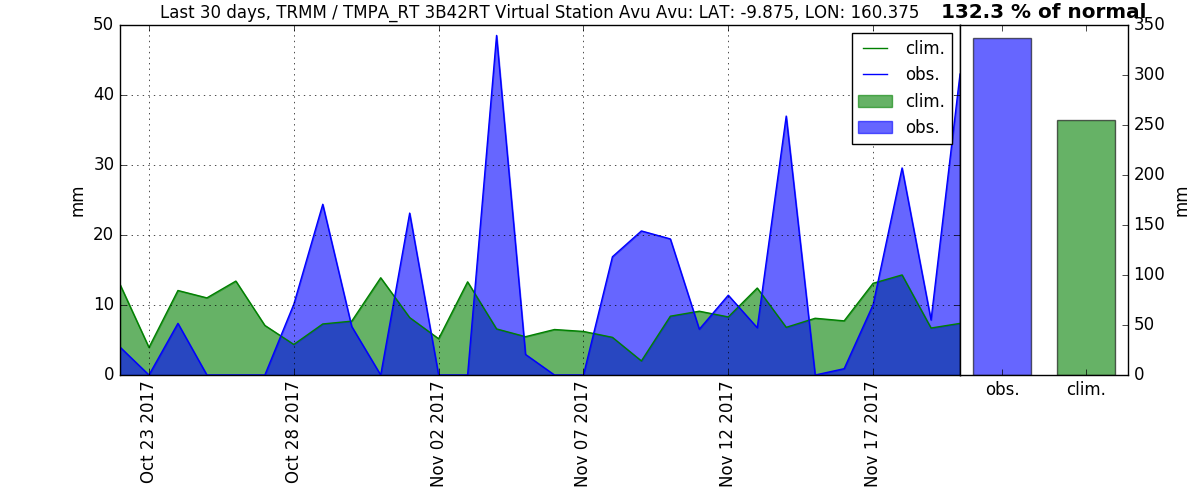 Last 30 days, TRMM / TMPA_RT 3B42RT Virtual Station Avu Avu: LAT: -9.875, LON: 160.375
132.3 % of normal
50
40
30
20
10
0
mm
clim.
obs.
clim.
obs.
Oct 23 2017
Oct 28 2017
Nov 02 2017
Nov 07 2017
Nov 12 2017
Nov 17 2017
350
300
250
200
150
100
50
0
mm
obs.
clim.